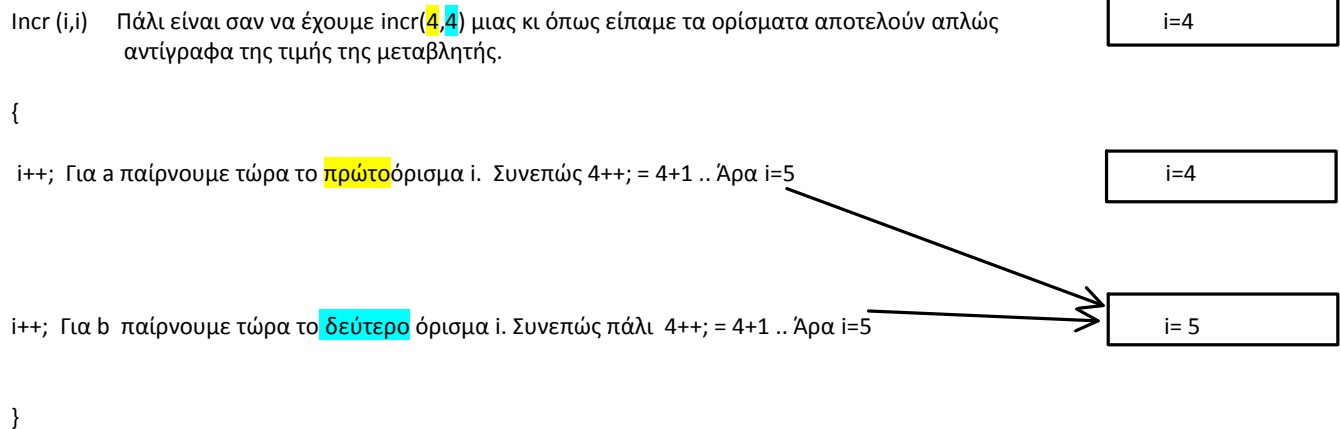 Incr (i,i) Πάλι είναι σαν να έχουμε incr(4,4) μιας κι όπως είπαμε τα ορίσματα αποτελούν απλώς
i=4
αντίγραφα της τιμής της μεταβλητής.
{
i++; Για a παίρνουμε τώρα το πρώτοόρισμα i. Συνεπώς 4++; = 4+1 .. Άρα i=5
i=4
i++; Για b παίρνουμε τώρα το δεύτερο όρισμα i. Συνεπώς πάλι 4++; = 4+1 .. Άρα i=5
i= 5
}